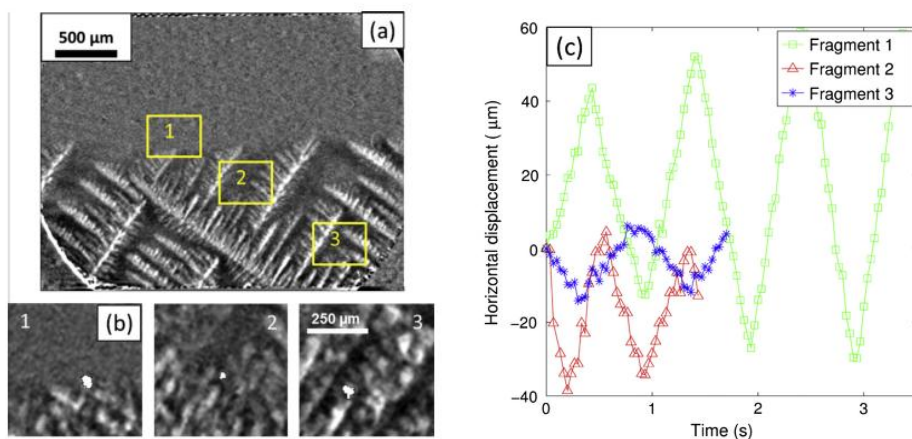 500 µm
(a)
1
2
3
1
(b)
2
250 µm
3
(c)
Fragment 1
Fragment 2
Fragment 3
60
40
20
0
−20
−40
0
1
2
3
Horizontal displacement ( µm)
Time (s)